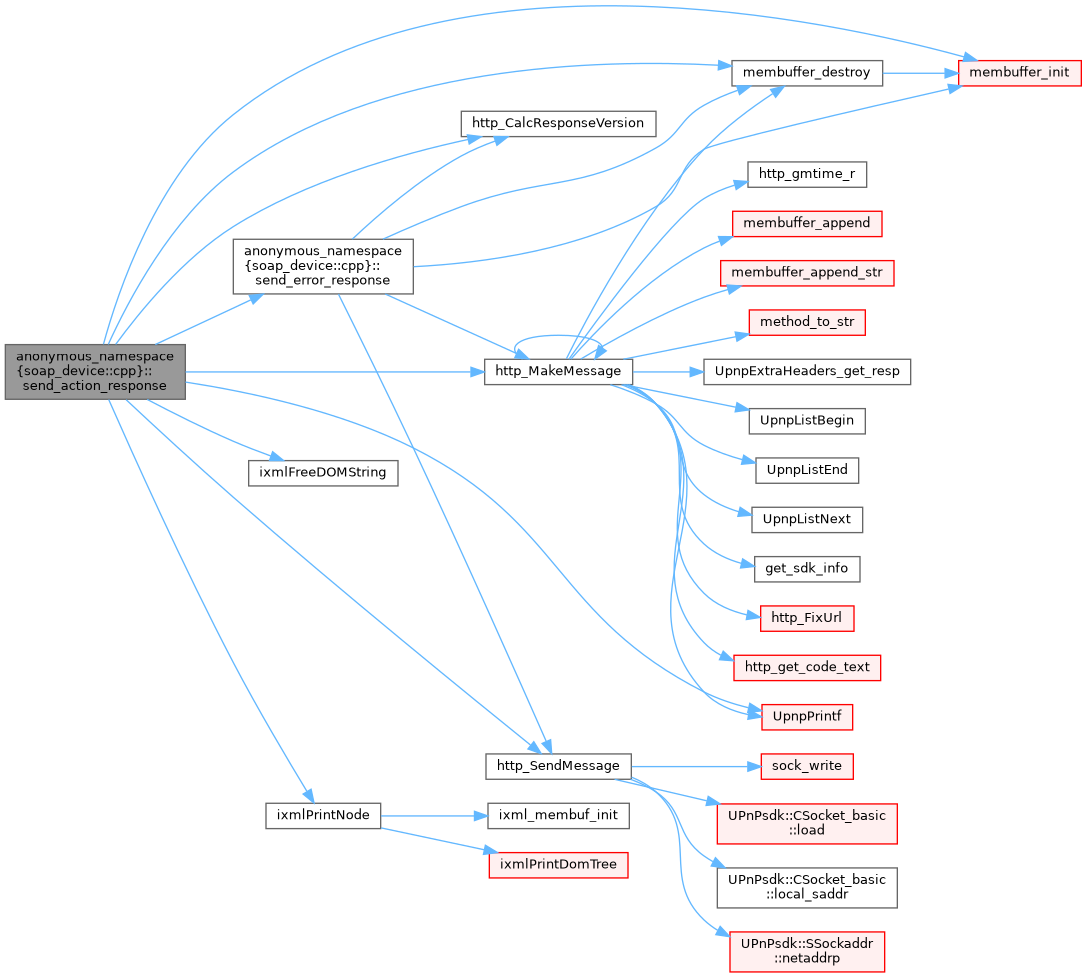 membuffer_destroy
membuffer_init
http_CalcResponseVersion
http_gmtime_r
membuffer_append
anonymous_namespace
{soap_device::cpp}::
send_error_response
membuffer_append_str
method_to_str
anonymous_namespace
{soap_device::cpp}::
send_action_response
http_MakeMessage
UpnpExtraHeaders_get_resp
UpnpListBegin
ixmlFreeDOMString
UpnpListEnd
UpnpListNext
get_sdk_info
http_FixUrl
http_get_code_text
UpnpPrintf
http_SendMessage
sock_write
ixmlPrintNode
ixml_membuf_init
UPnPsdk::CSocket_basic
::load
ixmlPrintDomTree
UPnPsdk::CSocket_basic
::local_saddr
UPnPsdk::SSockaddr
::netaddrp